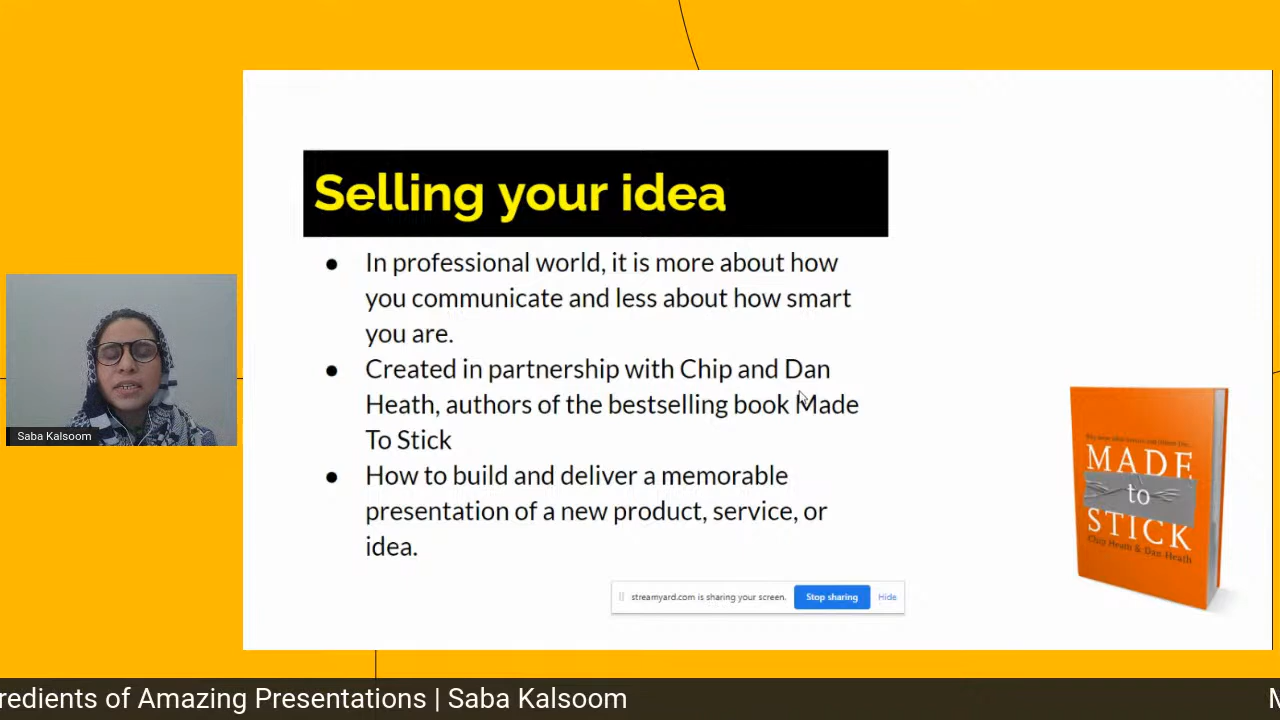 Selling your idea
● In professional world, it is more about how
you communicate and less about how smart
you are.
● Created in partnership with Chip and Dan
Heath, authors of the bestselling book Made
To Stick
● How to build and deliver a memorable
presentation of a new product, service, or
idea.
Saba Kalsoom
MADE
to
STICK
Chip Heath & Dan Heath
streamyard.com is sharing your screen.
Stop sharing
Hide
redients of Amazing Presentations | Saba Kalsoom